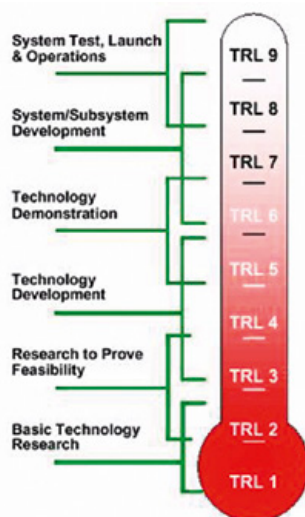 System Test, Launch
& Operations
System/Subsystem
Development
Technology
Demonstration
Technology
Development
Research to Prove
Feasibility
Basic Technology
Research
TRL 9
TRL 8
TRL 7
TRL 6
TRL 5
TRL 4
TRL 3
TRL 2
TRL 1